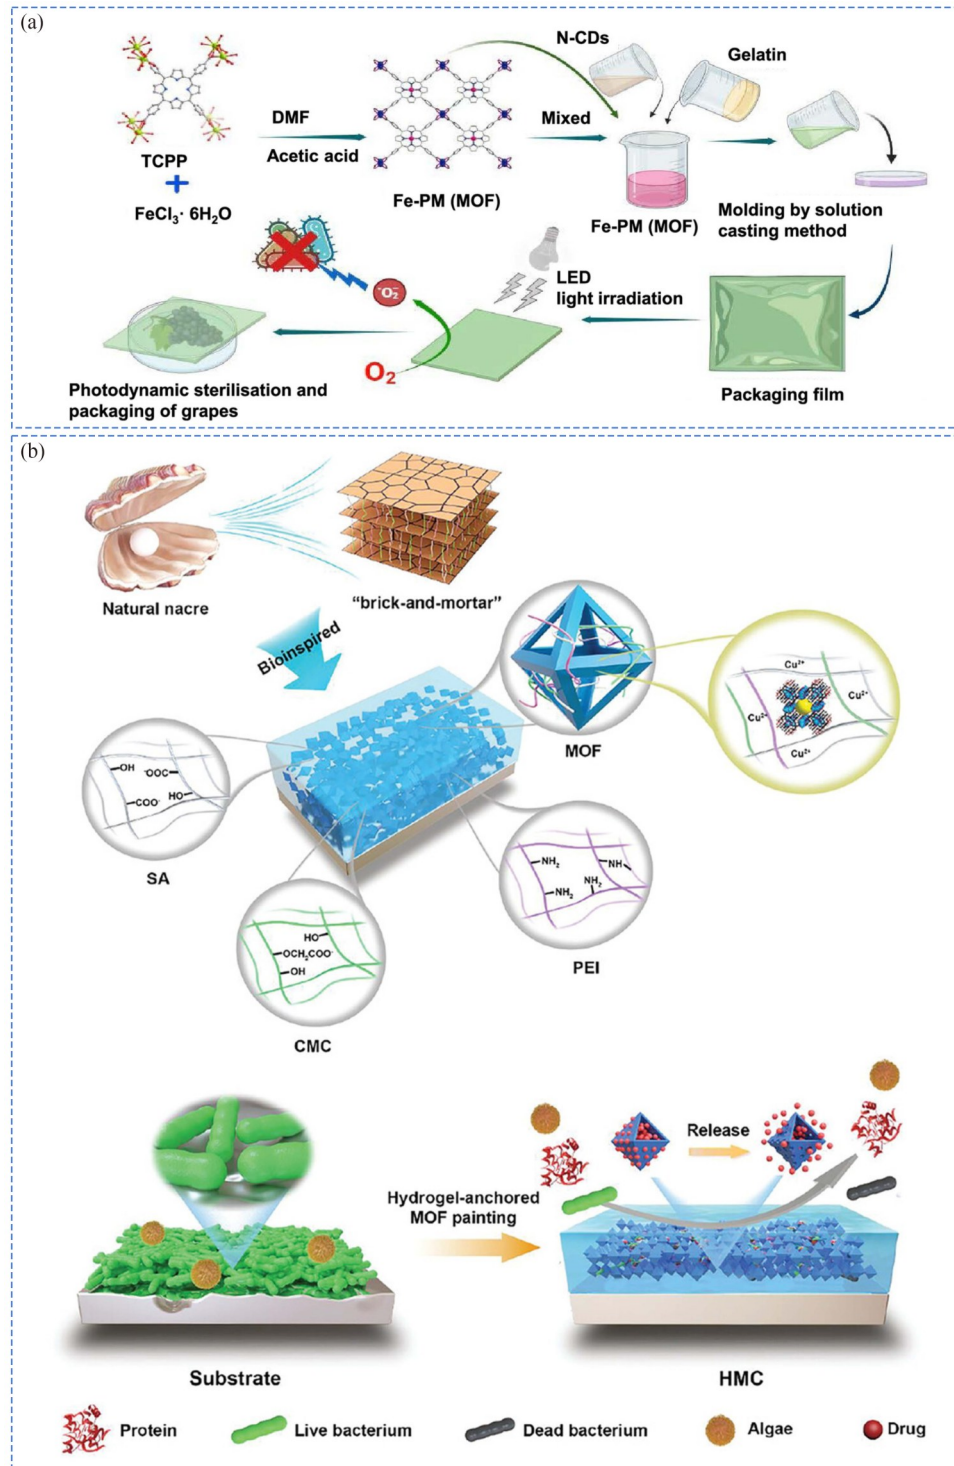 (a)
N-CDs
Gelatin
DMF
Acetic acid
Mixed
TCPP
FeCl₃· 6H₂O
Fe-PM (MOF)
Fe-PM (MOF)
Molding by solution
casting method
LED
light irradiation
·O₂⁻
O₂
Photodynamic sterilisation and
packaging of grapes
Packaging film
(b)
Natural nacre
“brick-and-mortar”
Bioinspired
MOF
Cu²⁺
Cu²⁺
Cu²⁺
Cu²⁺
-OH
⁻OOC
-COO⁻
HO
SA
HO
-OCH₂COO⁻
-OH
CMC
-NH₂
-NH
NH₂
-NH₂
PEI
Release
Hydrogel-anchored
MOF painting
Substrate
HMC
Protein
Live bacterium
Dead bacterium
Algae
Drug